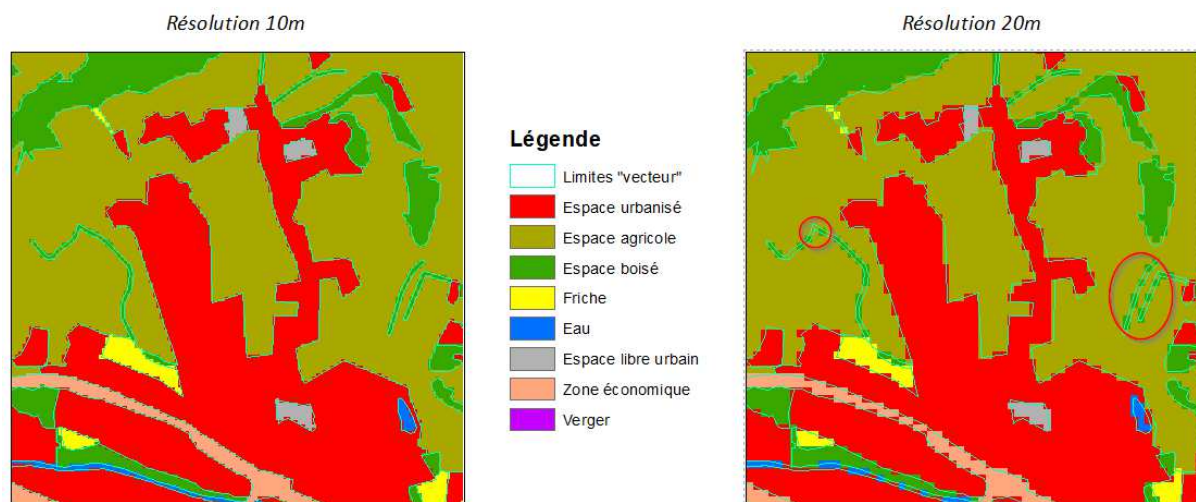 Résolution 10m
Résolution 20m
Légende
Limites "vecteur"
Espace urbanisé
Espace agricole
Espace boisé
Friche
Eau
Espace libre urbain
Zone économique
Verger